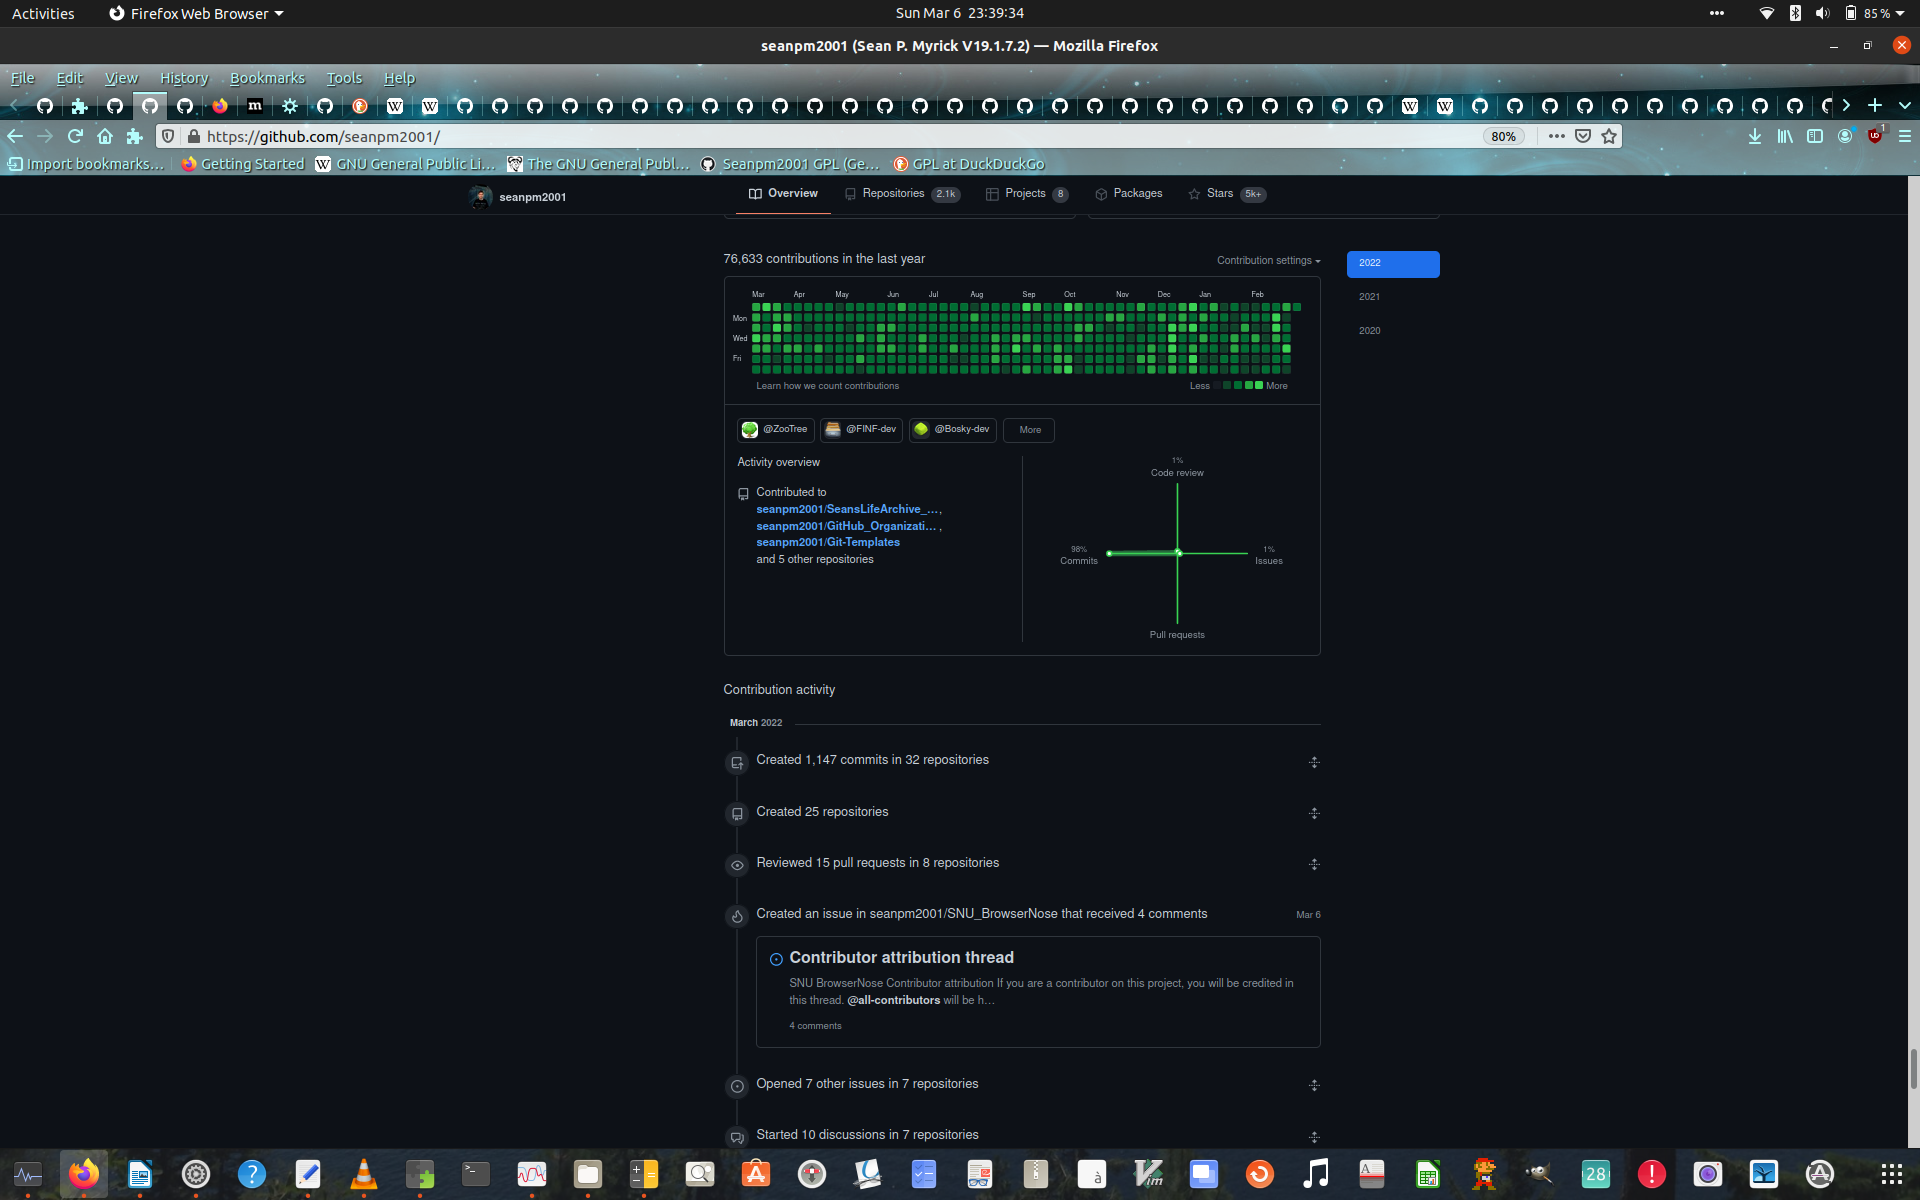 Activities
Firefox Web Browser
Sun Mar 6 23:39:34
85 %
seanpm2001 (Sean P. Myrick V19.1.7.2) — Mozilla Firefox
File Edit View History Bookmarks Tools Help
https://github.com/seanpm2001/
80%
1
Import bookmarks…
Getting Started
GNU General Public Li…
The GNU General Publ…
Seanpm2001 GPL (Ge…
GPL at DuckDuckGo
seanpm2001
Overview
Repositories 2.1k
Projects 8
Packages
Stars 5k+
76,633 contributions in the last year
Contribution settings
2022
2021
2020
Mar Apr May Jun Jul Aug Sep Oct Nov Dec Jan Feb
Mon
Wed
Fri
Learn how we count contributions
Less More
@ZooTree
@FINF-dev
@Bosky-dev
More
Activity overview
Contributed to
seanpm2001/SeansLifeArchive_…,
seanpm2001/GitHub_Organizati… ,
seanpm2001/Git-Templates
and 5 other repositories
1%
Code review
98%
Commits
1%
Issues
Pull requests
Contribution activity
March 2022
Created 1,147 commits in 32 repositories
Created 25 repositories
Reviewed 15 pull requests in 8 repositories
Created an issue in seanpm2001/SNU_BrowserNose that received 4 comments
Mar 6
Contributor attribution thread
SNU BrowserNose Contributor attribution If you are a contributor on this project, you will be credited in
this thread. @all-contributors will be h…
4 comments
Opened 7 other issues in 7 repositories
Started 10 discussions in 7 repositories
28